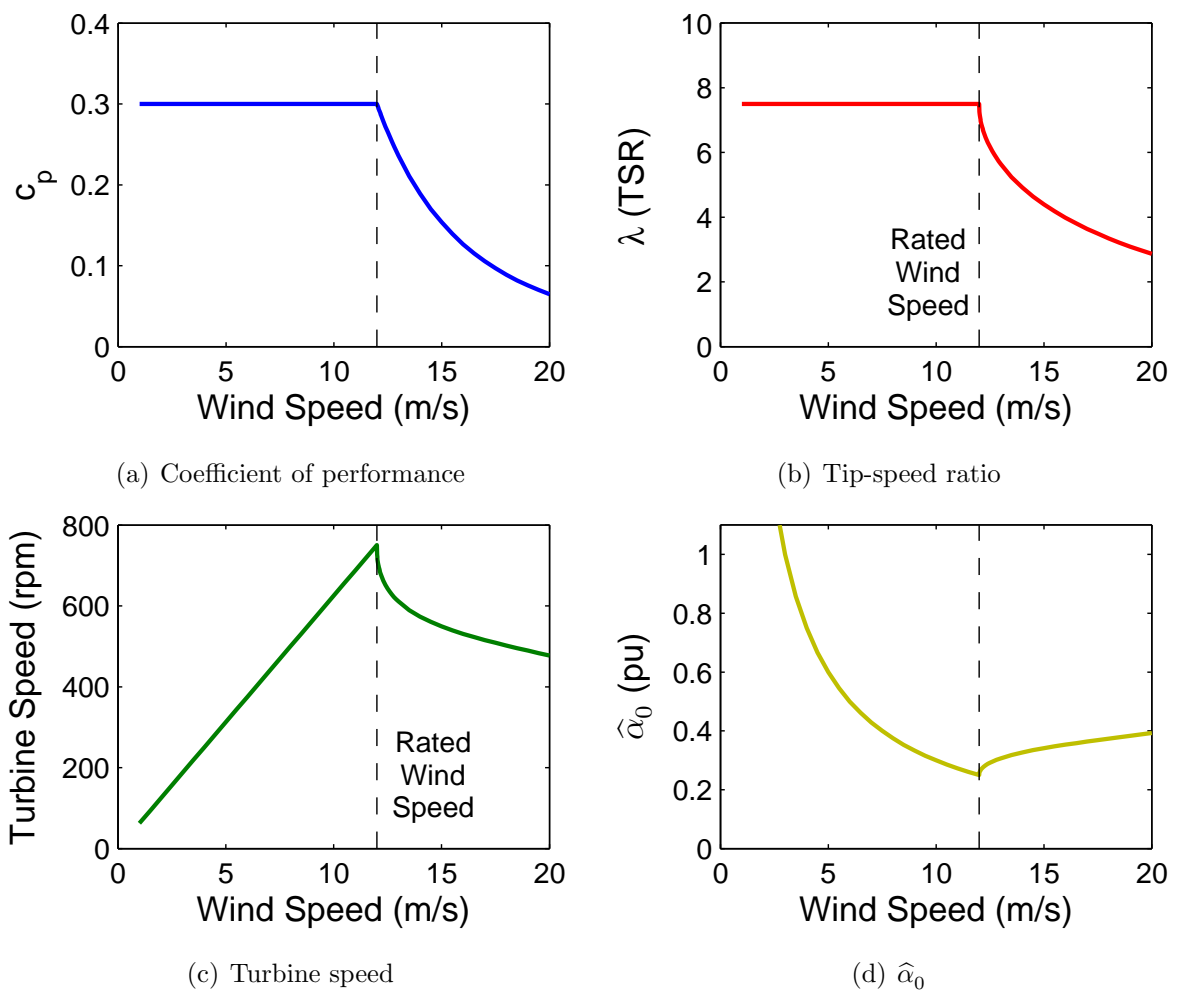 0.4
0.3
0.2
0.1
0
c_p
0 5 10 15 20
Wind Speed (m/s)
(a) Coefficient of performance
10
8
6
4
2
0
λ (TSR)
Rated
Wind
Speed
0 5 10 15 20
Wind Speed (m/s)
(b) Tip-speed ratio
800
600
400
200
0
Turbine Speed (rpm)
Rated
Wind
Speed
0 5 10 15 20
Wind Speed (m/s)
(c) Turbine speed
1
0.8
0.6
0.4
0.2
0
α̂₀ (pu)
0 5 10 15 20
Wind Speed (m/s)
(d) α̂₀